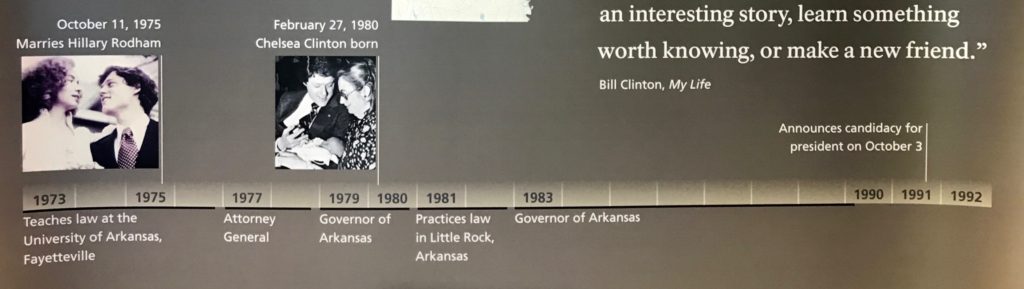 an interesting story, learn something
worth knowing, or make a new friend.”
Bill Clinton, My Life
October 11, 1975
Marries Hillary Rodham
February 27, 1980
Chelsea Clinton born
Announces candidacy for
president on October 3
1973 1975 1977 1979 1980 1981 1983 1990 1991 1992
Teaches law at the
University of Arkansas,
Fayetteville
Attorney
General
Governor of
Arkansas
Practices law
in Little Rock,
Arkansas
Governor of Arkansas